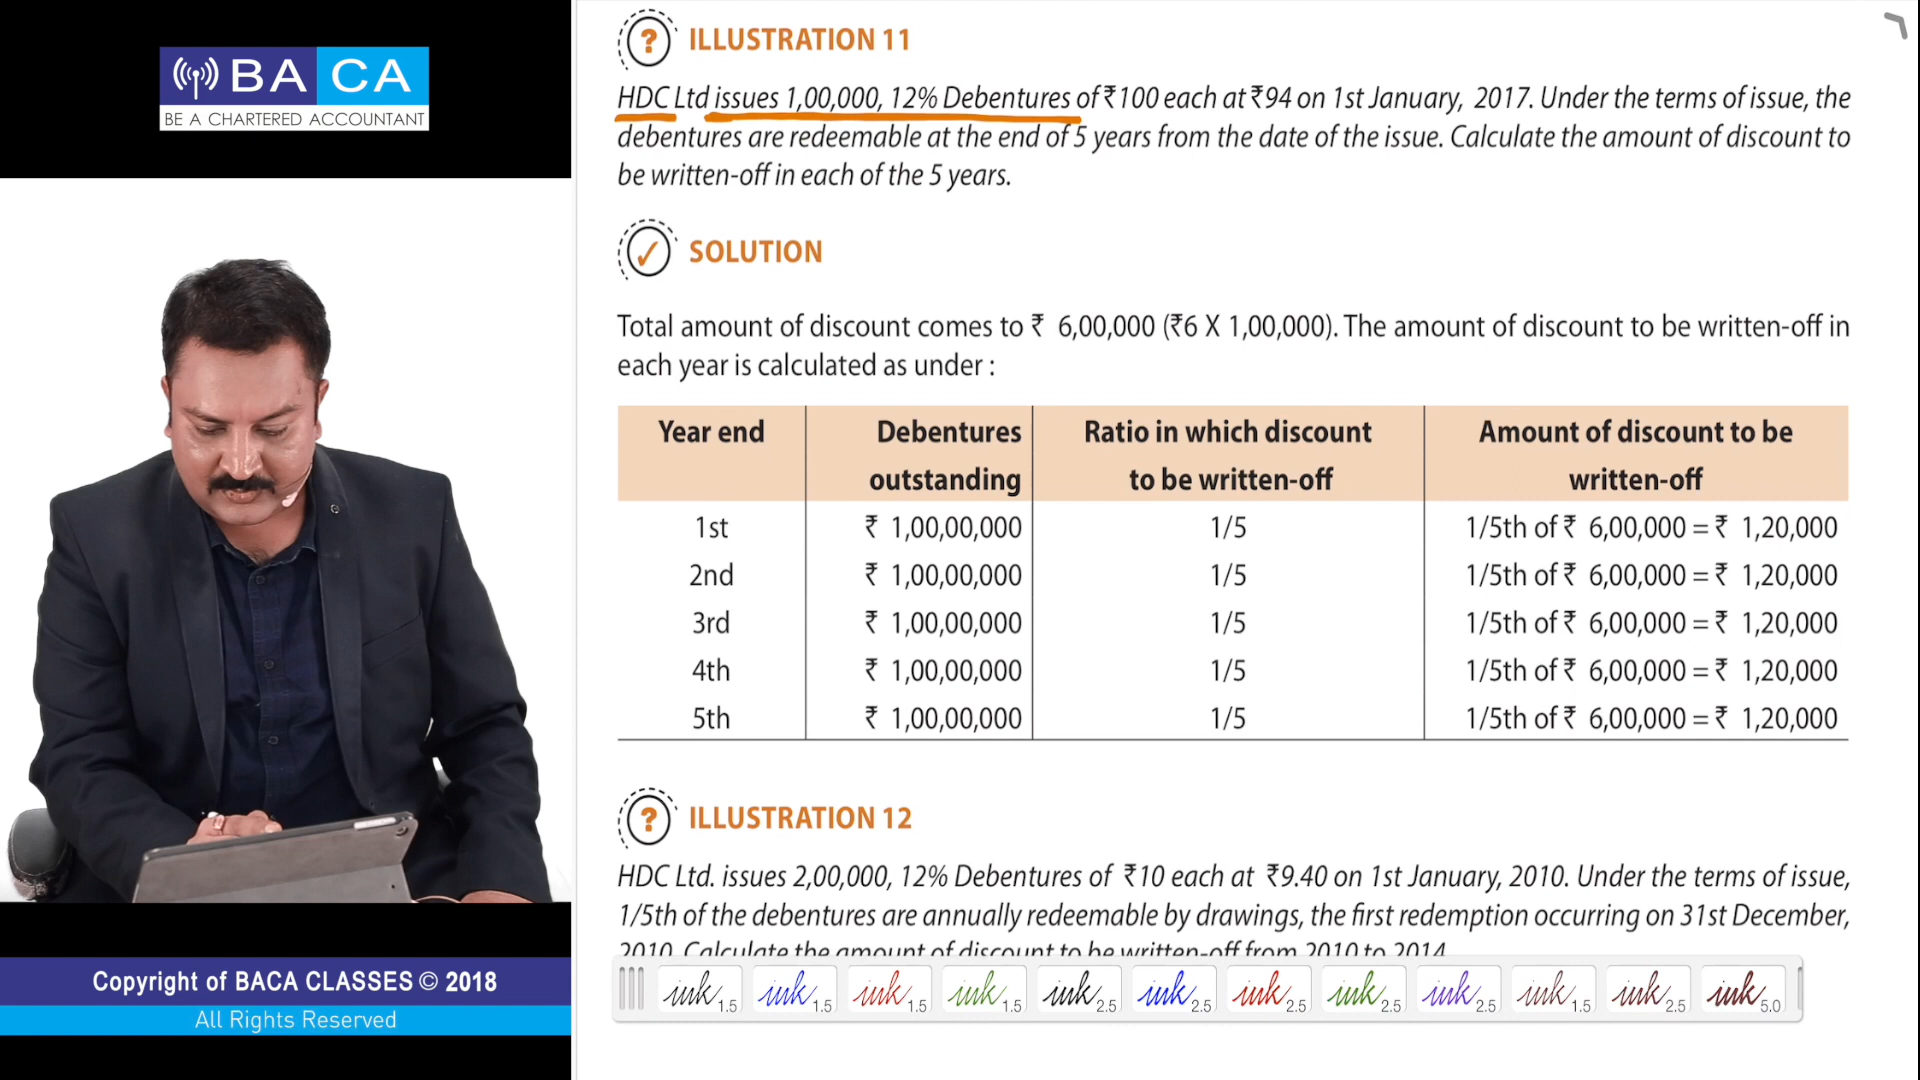 BA CA
BE A CHARTERED ACCOUNTANT
Copyright of BACA CLASSES © 2018
All Rights Reserved
? ILLUSTRATION 11
HDC Ltd issues 1,00,000, 12% Debentures of ₹100 each at ₹94 on 1st January, 2017. Under the terms of issue, the
debentures are redeemable at the end of 5 years from the date of the issue. Calculate the amount of discount to
be written-off in each of the 5 years.
✓ SOLUTION
Total amount of discount comes to ₹ 6,00,000 (₹6 X 1,00,000). The amount of discount to be written-off in
each year is calculated as under :
Year end Debentures Ratio in which discount Amount of discount to be
outstanding to be written-off written-off
1st ₹ 1,00,00,000 1/5 1/5th of ₹ 6,00,000 = ₹ 1,20,000
2nd ₹ 1,00,00,000 1/5 1/5th of ₹ 6,00,000 = ₹ 1,20,000
3rd ₹ 1,00,00,000 1/5 1/5th of ₹ 6,00,000 = ₹ 1,20,000
4th ₹ 1,00,00,000 1/5 1/5th of ₹ 6,00,000 = ₹ 1,20,000
5th ₹ 1,00,00,000 1/5 1/5th of ₹ 6,00,000 = ₹ 1,20,000
? ILLUSTRATION 12
HDC Ltd. issues 2,00,000, 12% Debentures of ₹10 each at ₹9.40 on 1st January, 2010. Under the terms of issue,
1/5th of the debentures are annually redeemable by drawings, the first redemption occurring on 31st December,
2010. Calculate the amount of discount to be written-off from 2010 to 2014.
ink 1.5 ink 1.5 ink 1.5 ink 1.5 ink 2.5 ink 2.5 ink 2.5 ink 2.5 ink 2.5 ink 1.5 ink 2.5 ink 5.0